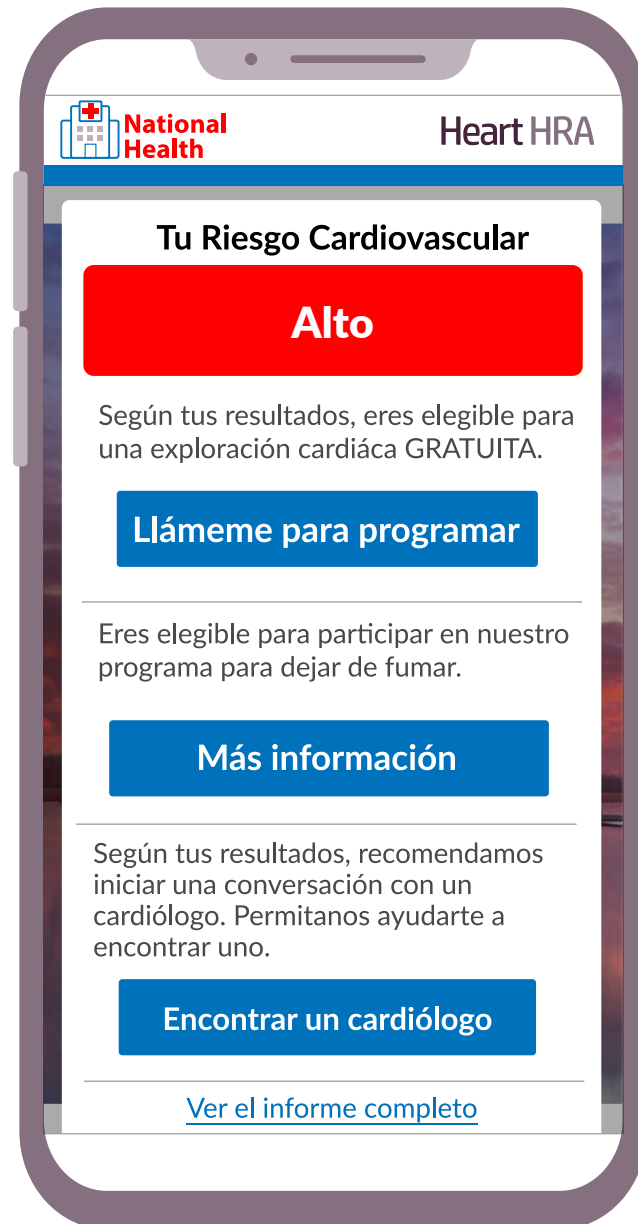 National
Health
Heart HRA
Tu Riesgo Cardiovascular
Alto
Según tus resultados, eres elegible para
una exploración cardiáca GRATUITA.
Llámeme para programar
Eres elegible para participar en nuestro
programa para dejar de fumar.
Más información
Según tus resultados, recomendamos
iniciar una conversación con un
cardiólogo. Permitanos ayudarte a
encontrar uno.
Encontrar un cardiólogo
Ver el informe completo